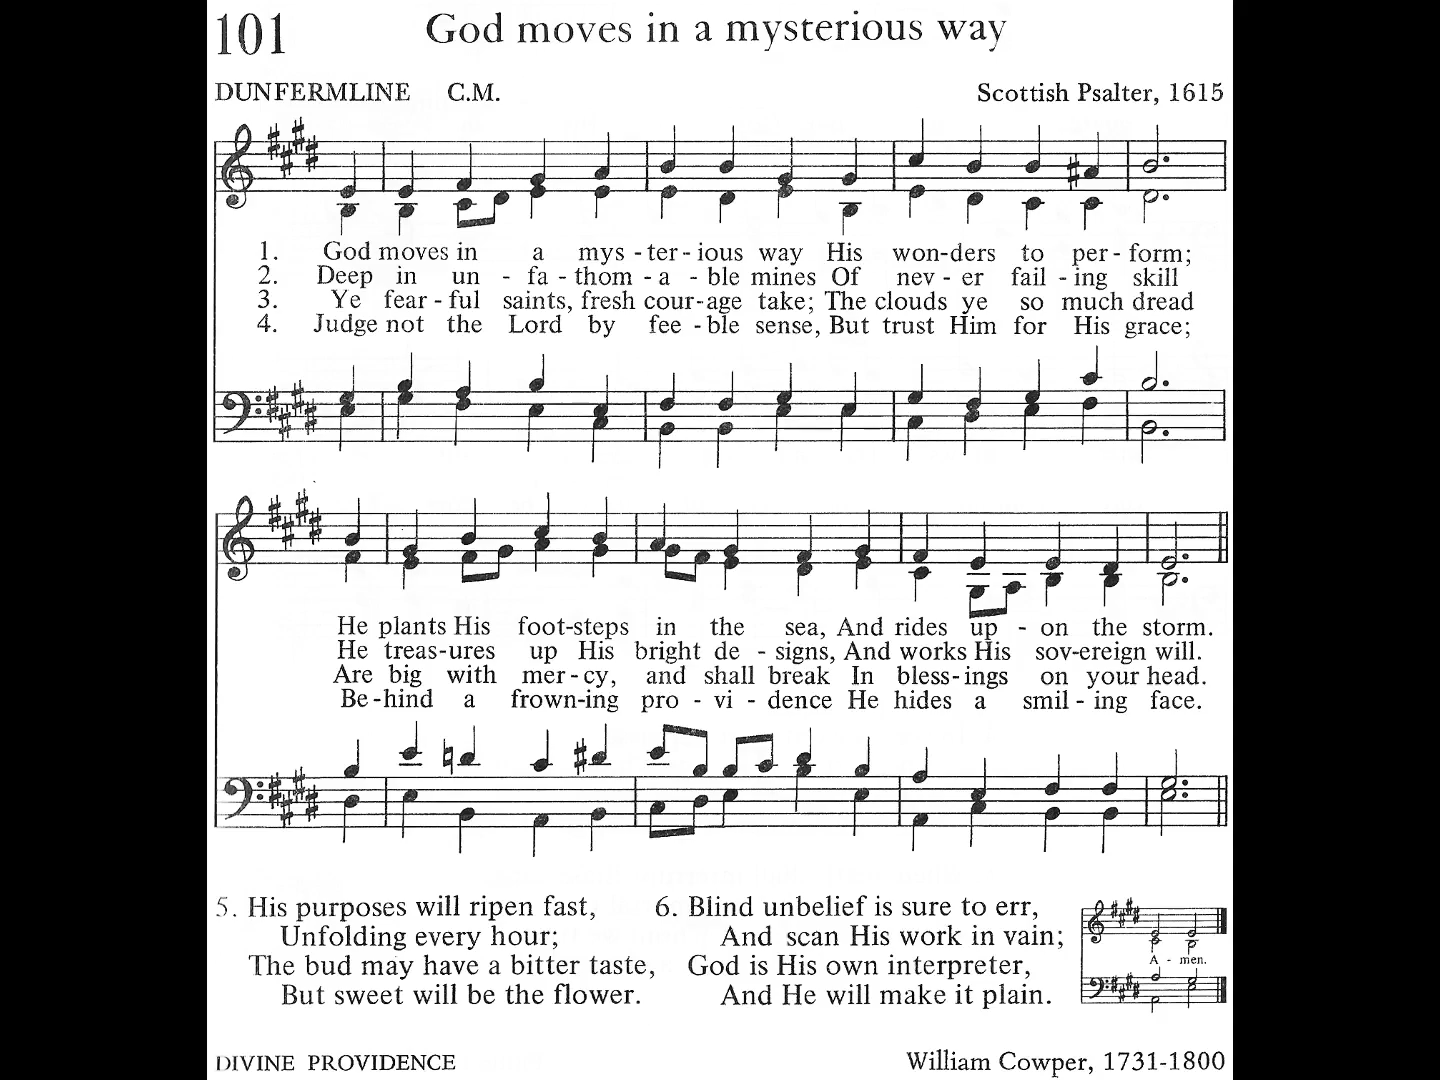 101 God moves in a mysterious way
DUNFERMLINE C.M. Scottish Psalter, 1615
1. God moves in a mys - ter - ious way His won-ders to per - form;
2. Deep in un - fa - thom - a - ble mines Of nev - er fail - ing skill
3. Ye fear - ful saints, fresh cour-age take; The clouds ye so much dread
4. Judge not the Lord by fee - ble sense, But trust Him for His grace;
He plants His foot-steps in the sea, And rides up - on the storm.
He treas-ures up His bright de - signs, And works His sov-ereign will.
Are big with mer - cy, and shall break In bless-ings on your head.
Be-hind a frown-ing pro - vi - dence He hides a smil - ing face.
5. His purposes will ripen fast,
Unfolding every hour;
The bud may have a bitter taste,
But sweet will be the flower.
6. Blind unbelief is sure to err,
And scan His work in vain;
God is His own interpreter,
And He will make it plain.
A - men.
DIVINE PROVIDENCE William Cowper, 1731-1800